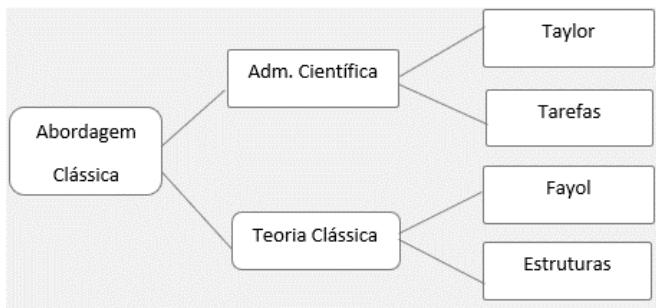 Abordagem
Clássica
Adm. Científica
Taylor
Tarefas
Teoria Clássica
Fayol
Estruturas